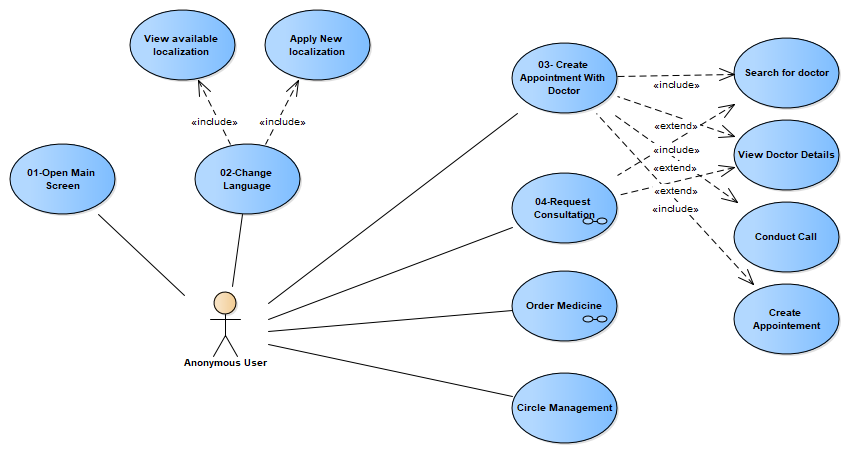 View available
localization
Apply New
localization
03- Create
Appointment With
Doctor
Search for doctor
«include»
«include»
«include»
«extend»
«include»
View Doctor Details
01-Open Main
Screen
02-Change
Language
«extend»
«extend»
04-Request
Consultation
«include»
Conduct Call
Order Medicine
Create
Appointement
Anonymous User
Circle Management